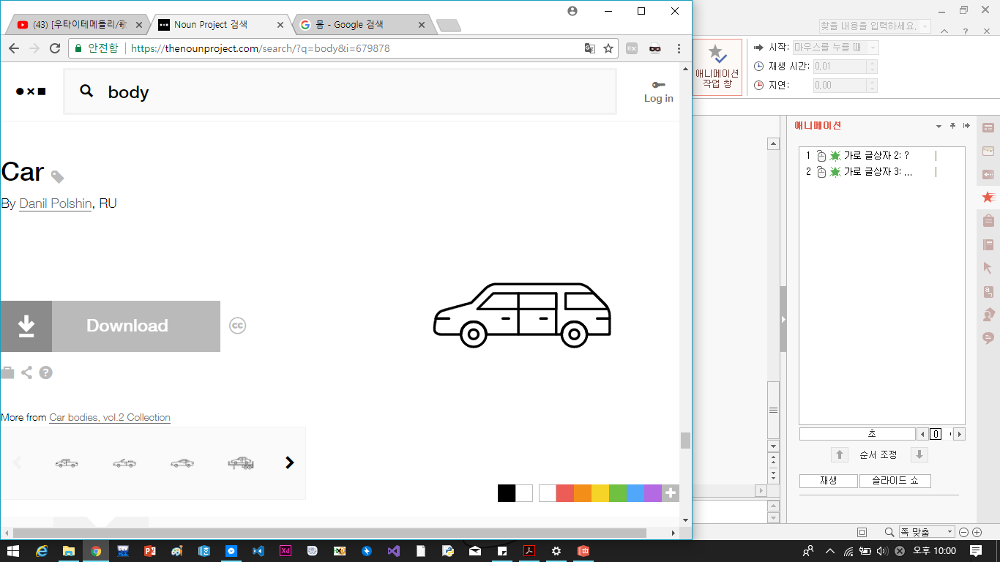 (43) [우타이테메들리/歌
Noun Project 검색
몸 - Google 검색
안전함
https://thenounproject.com/search/?q=body&i=679878
body
Log in
Car
By Danil Polshin, RU
Download
cc
More from Car bodies, vol.2 Collection
찾을 내용을 입력하세요.
애니메이션
작업 창
시작: 마우스를 누를 때
재생 시간: 0,01
지연: 0,00
애니메이션
1 가로 글상자 2: ?
2 가로 글상자 3: ...
초
0
순서 조정
재생
슬라이드 쇼
쪽 맞춤
오후 10:00